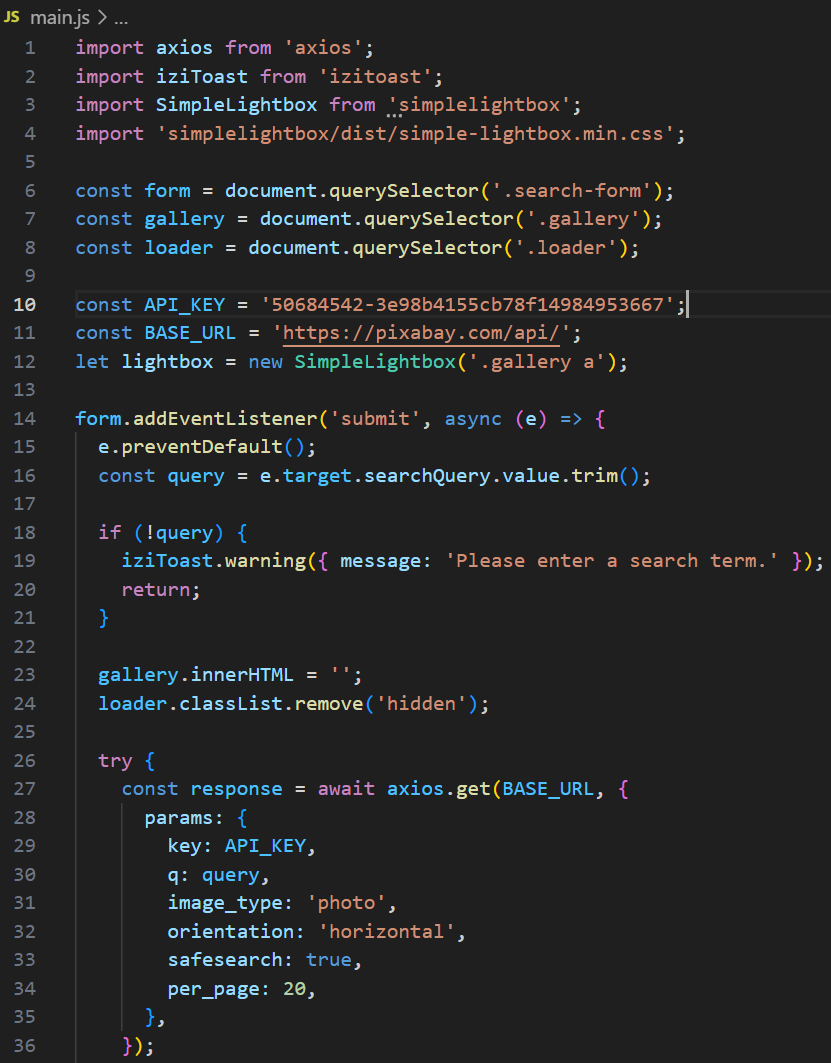 JS main.js > ...
1 import axios from 'axios';
2 import iziToast from 'izitoast';
3 import SimpleLightbox from 'simplelightbox';
4 import 'simplelightbox/dist/simple-lightbox.min.css';
5
6 const form = document.querySelector('.search-form');
7 const gallery = document.querySelector('.gallery');
8 const loader = document.querySelector('.loader');
9
10 const API_KEY = '50684542-3e98b4155cb78f14984953667';
11 const BASE_URL = 'https://pixabay.com/api/';
12 let lightbox = new SimpleLightbox('.gallery a');
13
14 form.addEventListener('submit', async (e) => {
15   e.preventDefault();
16   const query = e.target.searchQuery.value.trim();
17
18   if (!query) {
19     iziToast.warning({ message: 'Please enter a search term.' });
20     return;
21   }
22
23   gallery.innerHTML = '';
24   loader.classList.remove('hidden');
25
26   try {
27     const response = await axios.get(BASE_URL, {
28       params: {
29         key: API_KEY,
30         q: query,
31         image_type: 'photo',
32         orientation: 'horizontal',
33         safesearch: true,
34         per_page: 20,
35       },
36     });